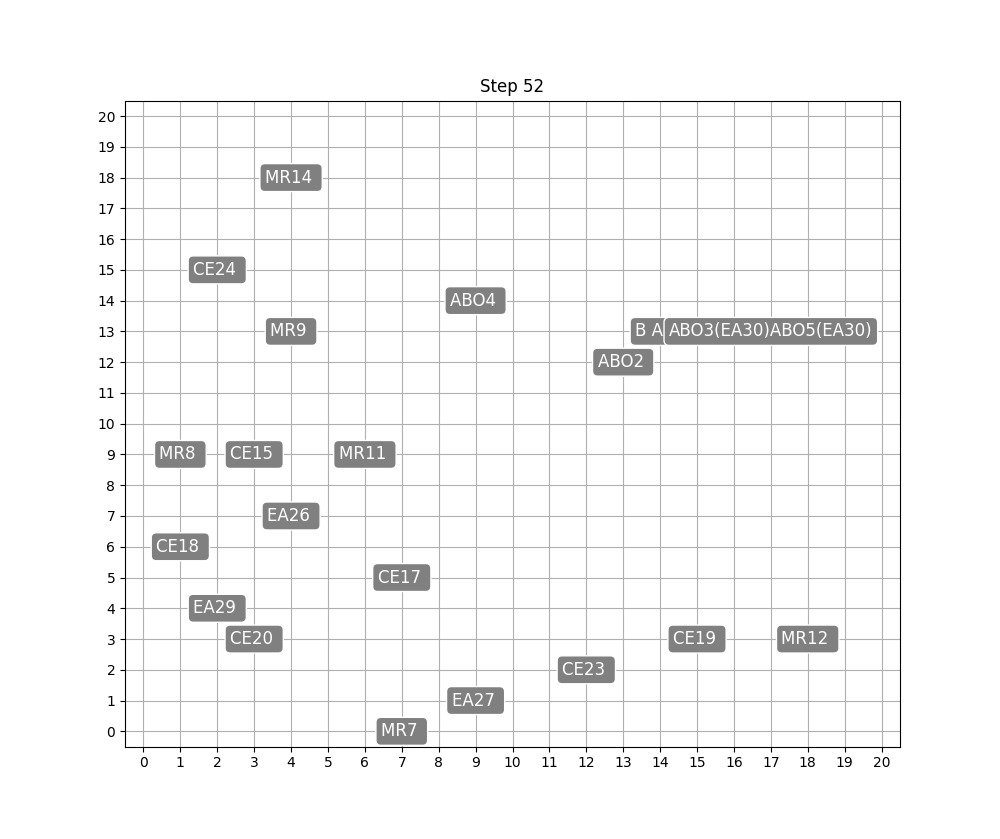 Step 52
20
19
18 MR14
17
16
15 CE24
14 ABO4
13 MR9 B A ABO3(EA30)ABO5(EA30)
12 ABO2
11
10
9 MR8 CE15 MR11
8
7 EA26
6 CE18
5 CE17
4 EA29
3 CE20 CE19 MR12
2 CE23
1 EA27
0 MR7
0 1 2 3 4 5 6 7 8 9 10 11 12 13 14 15 16 17 18 19 20